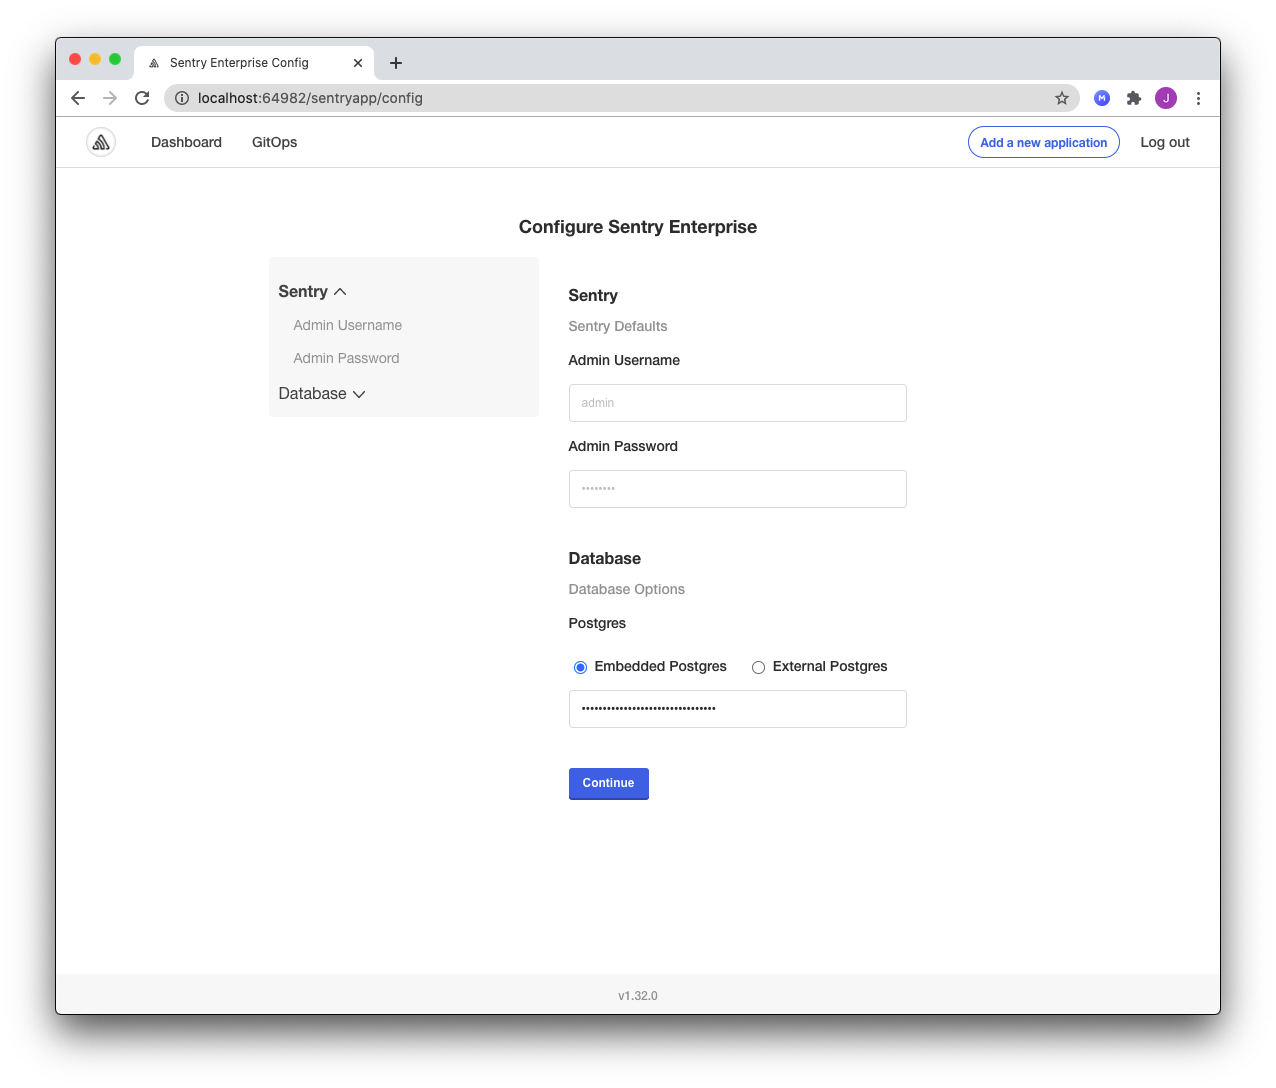 Sentry Enterprise Config
localhost:64982/sentryapp/config
M
J
Dashboard
GitOps
Add a new application
Log out
Configure Sentry Enterprise
Sentry
Admin Username
Admin Password
Database
Sentry
Sentry Defaults
Admin Username
admin
Admin Password
••••••••
Database
Database Options
Postgres
Embedded Postgres
External Postgres
••••••••••••••••••••••••••••••••
Continue
v1.32.0